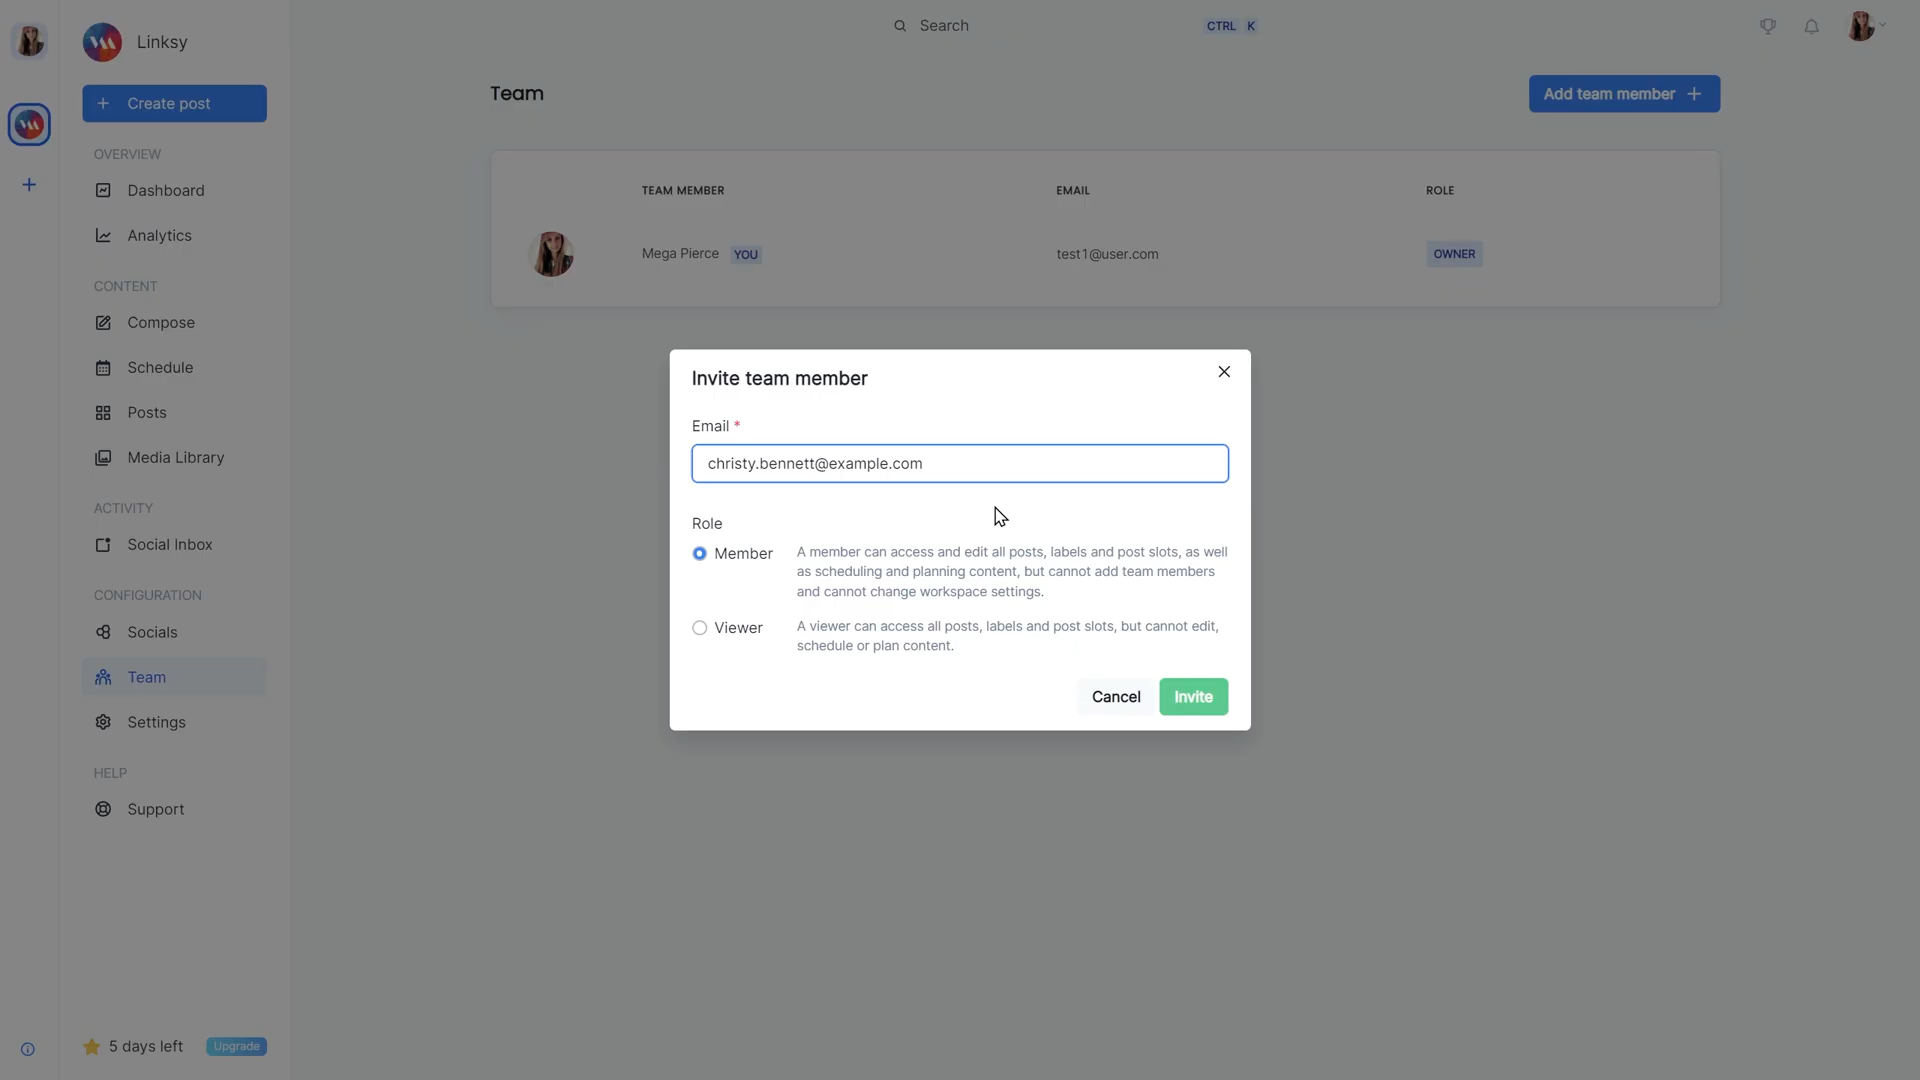 Linksy
Search
CTRL K
Create post
OVERVIEW
Dashboard
Analytics
CONTENT
Compose
Schedule
Posts
Media Library
ACTIVITY
Social Inbox
CONFIGURATION
Socials
Team
Settings
HELP
Support
5 days left
Upgrade
Team
Add team member
TEAM MEMBER
EMAIL
ROLE
Mega Pierce YOU
test1@user.com
OWNER
Invite team member
Email *
christy.bennett@example.com
Role
Member
A member can access and edit all posts, labels and post slots, as well
as scheduling and planning content, but cannot add team members
and cannot change workspace settings.
Viewer
A viewer can access all posts, labels and post slots, but cannot edit,
schedule or plan content.
Cancel
Invite